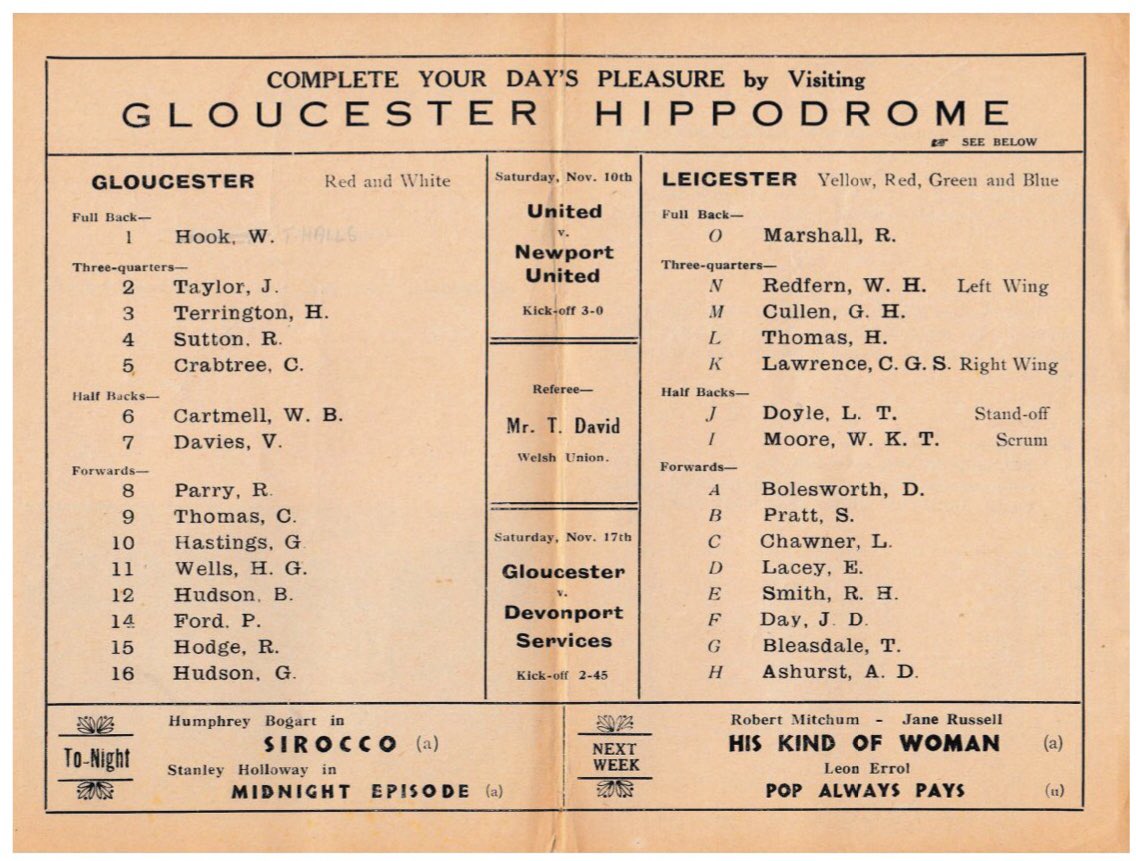 COMPLETE YOUR DAY'S PLEASURE by Visiting
GLOUCESTER HIPPODROME
☞ SEE BELOW
GLOUCESTER Red and White
Full Back—
1 Hook, W. T. HALLS
Three-quarters—
2 Taylor, J.
3 Terrington, H.
4 Sutton, R.
5 Crabtree, C.
Half Backs—
6 Cartmell, W. B.
7 Davies, V.
Forwards—
8 Parry, R.
9 Thomas, C.
10 Hastings, G
11 Wells, H. G.
12 Hudson, B.
14 Ford, P.
15 Hodge, R.
16 Hudson, G.
Saturday, Nov. 10th
United
v.
Newport
United
Kick-off 3-0
Referee—
Mr. T. David
Welsh Union.
Saturday, Nov. 17th
Gloucester
v.
Devonport
Services
Kick-off 2-45
LEICESTER Yellow, Red, Green and Blue
Full Back—
O Marshall, R.
Three-quarters—
N Redfern, W. H. Left Wing
M Cullen, G. H.
L Thomas, H.
K Lawrence, C. G. S. Right Wing
Half Backs—
J Doyle, L. T. Stand-off
I Moore, W. K. T. Scrum
Forwards—
A Bolesworth, D.
B Pratt, S.
C Chawner, L.
D Lacey, E.
E Smith, R. H.
F Day, J. D.
G Bleasdale, T.
H Ashurst, A. D.
To-Night
Humphrey Bogart in
SIROCCO (a)
Stanley Holloway in
MIDNIGHT EPISODE (a)
NEXT
WEEK
Robert Mitchum - Jane Russell
HIS KIND OF WOMAN (a)
Leon Errol
POP ALWAYS PAYS (u)